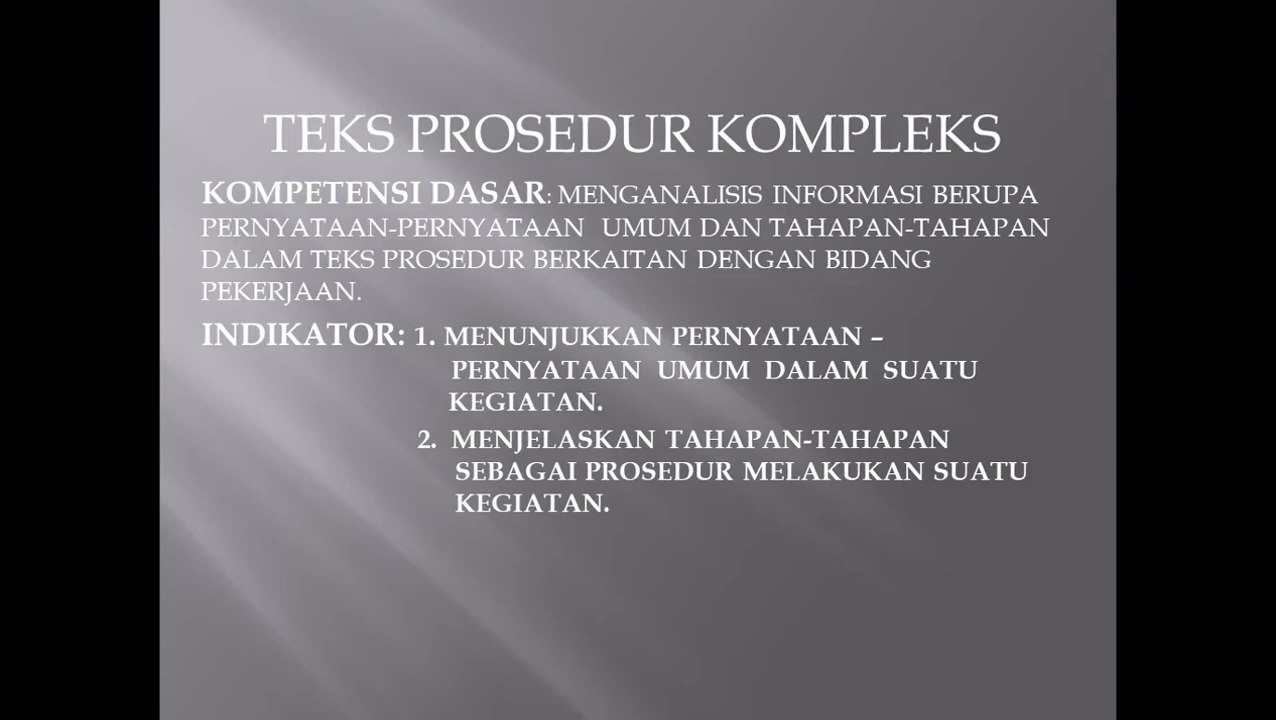 TEKS PROSEDUR KOMPLEKS
KOMPETENSI DASAR: MENGANALISIS INFORMASI BERUPA
PERNYATAAN-PERNYATAAN UMUM DAN TAHAPAN-TAHAPAN
DALAM TEKS PROSEDUR BERKAITAN DENGAN BIDANG
PEKERJAAN.
INDIKATOR: 1. MENUNJUKKAN PERNYATAAN –
PERNYATAAN UMUM DALAM SUATU
KEGIATAN.
2. MENJELASKAN TAHAPAN-TAHAPAN
SEBAGAI PROSEDUR MELAKUKAN SUATU
KEGIATAN.